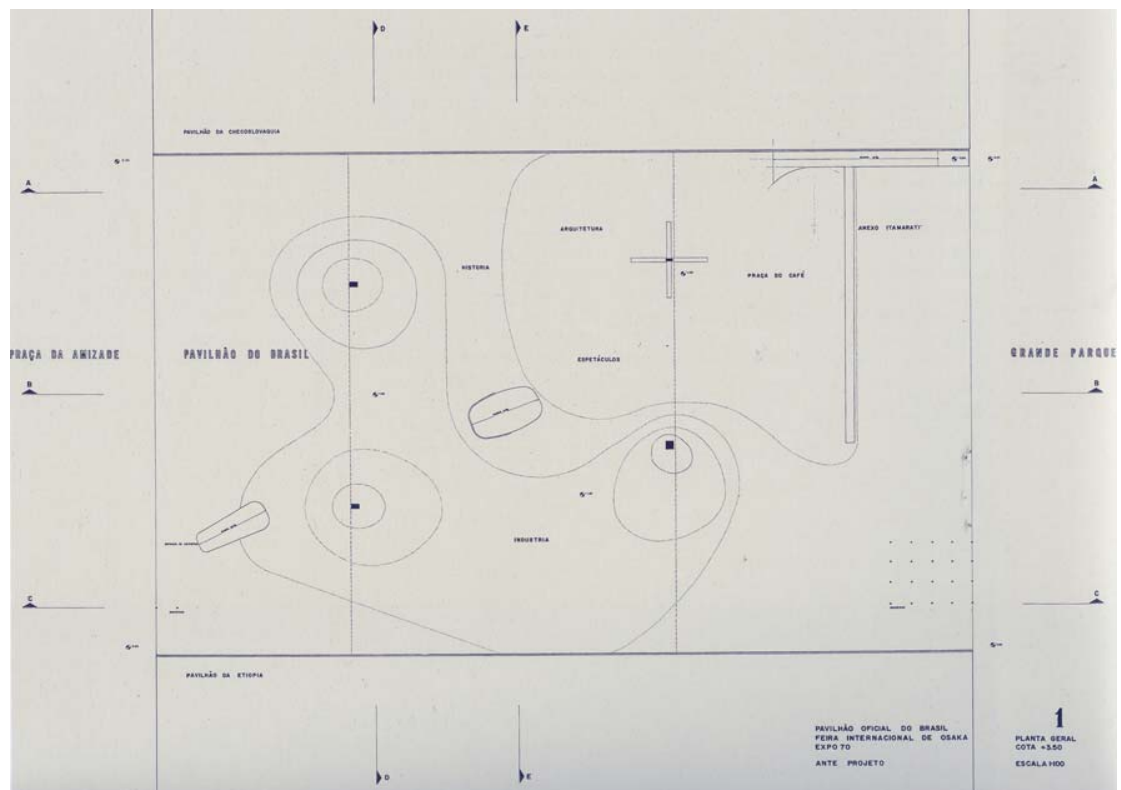 D
E
PAVILHÃO DA CHECOSLOVAQUIA
A
A
ARQUITETURA
ANEXO ITAMARATI
HISTORIA
PRAÇA DO CAFÉ
PRAÇA DA AMIZADE
PAVILHÃO DO BRASIL
ESPETÁCULOS
GRANDE PARQUE
B
B
INDUSTRIA
C
C
PAVILHÃO DA ETIOPIA
PAVILHÃO OFICIAL DO BRASIL
FEIRA INTERNACIONAL DE OSAKA
EXPO 70
ANTE PROJETO
1
PLANTA GERAL
COTA +3.50
ESCALA 1:100
D
E